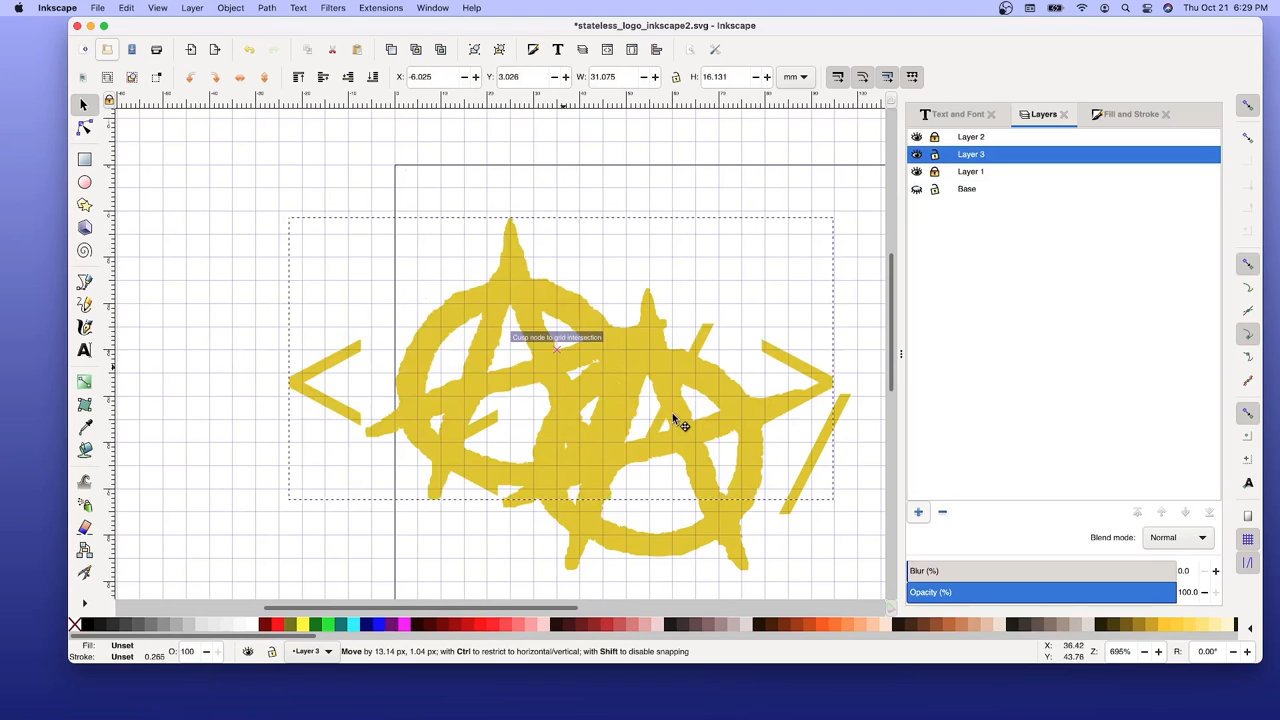 Inkscape File Edit View Layer Object Path Text Filters Extensions Window Help Thu Oct 21 6:29 PM
*stateless_logo_inkscape2.svg - Inkscape
X: -6.025 Y: 3.026 W: 31.075 H: 16.131 mm
Text and Font Layers Fill and Stroke
Layer 2
Layer 3
Layer 1
Base
Cusp node to grid intersection
Blend mode: Normal
Blur (%) 0.0
Opacity (%) 100.0
Fill: Unset
Stroke: Unset 0.265 O: 100 •Layer 3 Move by 13.14 px, 1.04 px; with Ctrl to restrict to horizontal/vertical; with Shift to disable snapping X: 36.42 Y: 43.76 Z: 695% R: 0.00°